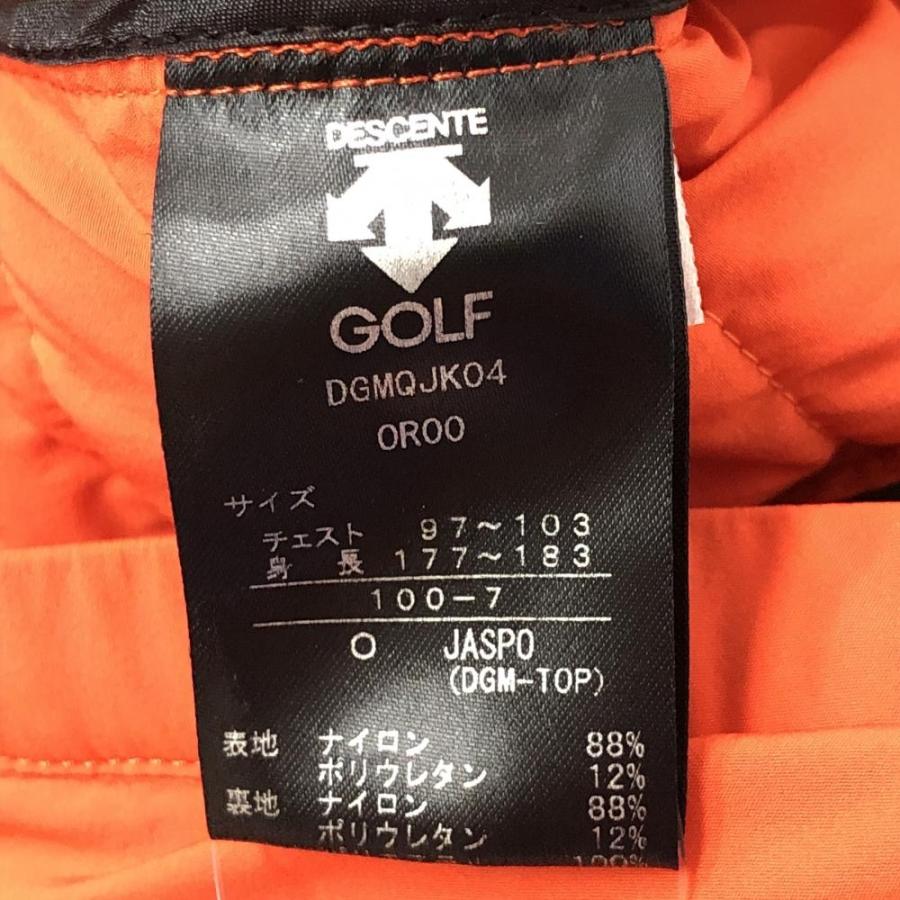 DESCENTE
GOLF
DGMQJK04
OR00
サイズ
チェスト 97~103
身 長 177~183
100-7
O JASPO
(DGM-TOP)
表地 ナイロン 88%
ポリウレタン 12%
裏地 ナイロン 88%
ポリウレタン 12%
100%